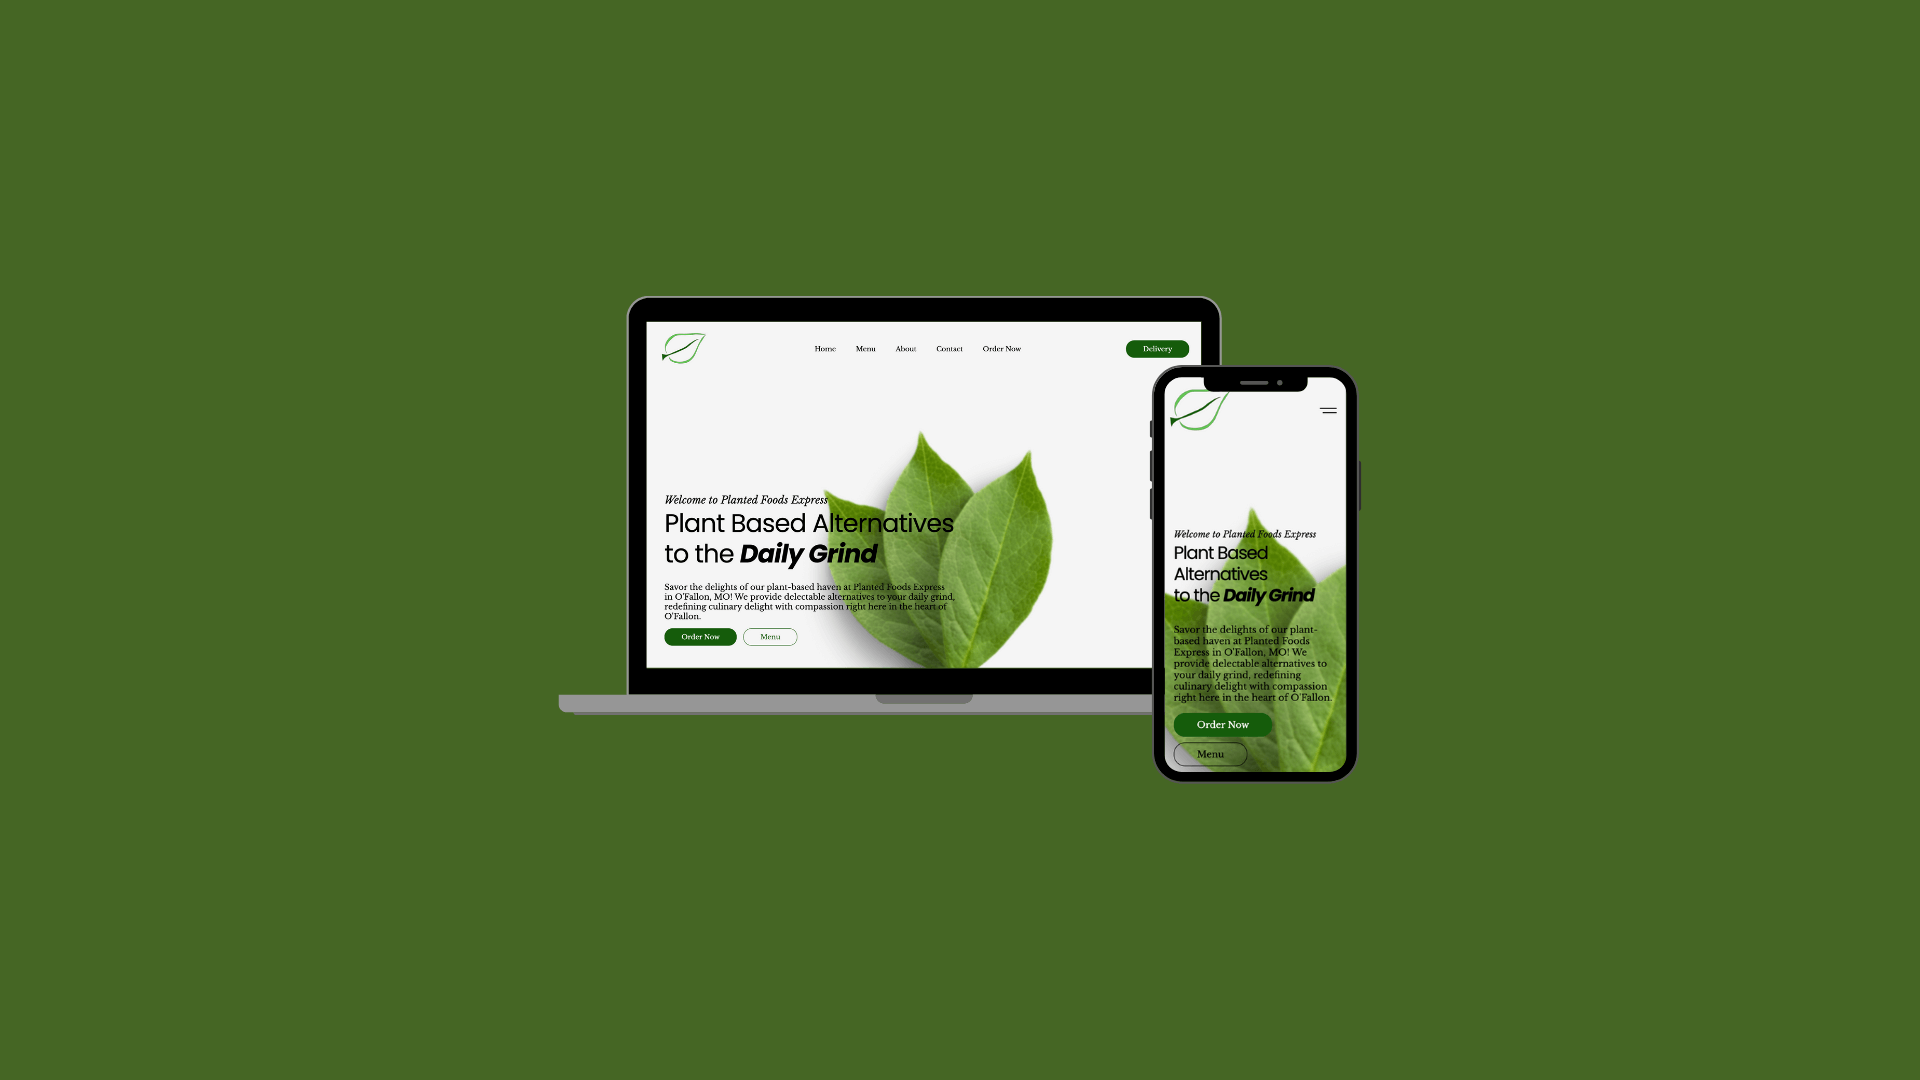 Home Menu About Contact Order Now Delivery
Welcome to Planted Foods Express
Plant Based Alternatives
to the Daily Grind
Savor the delights of our plant-based haven at Planted Foods Express
in O'Fallon, MO! We provide delectable alternatives to your daily grind,
redefining culinary delight with compassion right here in the heart of
O'Fallon.
Order Now Menu
Welcome to Planted Foods Express
Plant Based
Alternatives
to the Daily Grind
Savor the delights of our plant-
based haven at Planted Foods
Express in O'Fallon, MO! We
provide delectable alternatives to
your daily grind, redefining
culinary delight with compassion
right here in the heart of O'Fallon.
Order Now
Menu